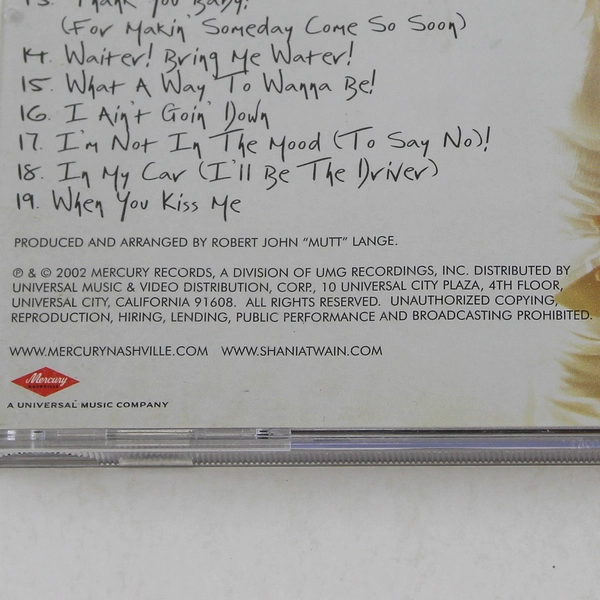 13. Thank You Baby!
(For Makin' Someday Come So Soon)
14. Waiter! Bring Me Water!
15. What A Way To Wanna Be!
16. I Ain't Goin' Down
17. I'm Not In The Mood (To Say No)!
18. In My Car (I'll Be The Driver)
19. When You Kiss Me
PRODUCED AND ARRANGED BY ROBERT JOHN "MUTT" LANGE.
℗ & © 2002 MERCURY RECORDS, A DIVISION OF UMG RECORDINGS, INC. DISTRIBUTED BY
UNIVERSAL MUSIC & VIDEO DISTRIBUTION, CORP., 10 UNIVERSAL CITY PLAZA, 4TH FLOOR,
UNIVERSAL CITY, CALIFORNIA 91608. ALL RIGHTS RESERVED. UNAUTHORIZED COPYING,
REPRODUCTION, HIRING, LENDING, PUBLIC PERFORMANCE AND BROADCASTING PROHIBITED.
WWW.MERCURYNASHVILLE.COM WWW.SHANIATWAIN.COM
Mercury
NASHVILLE
A UNIVERSAL MUSIC COMPANY